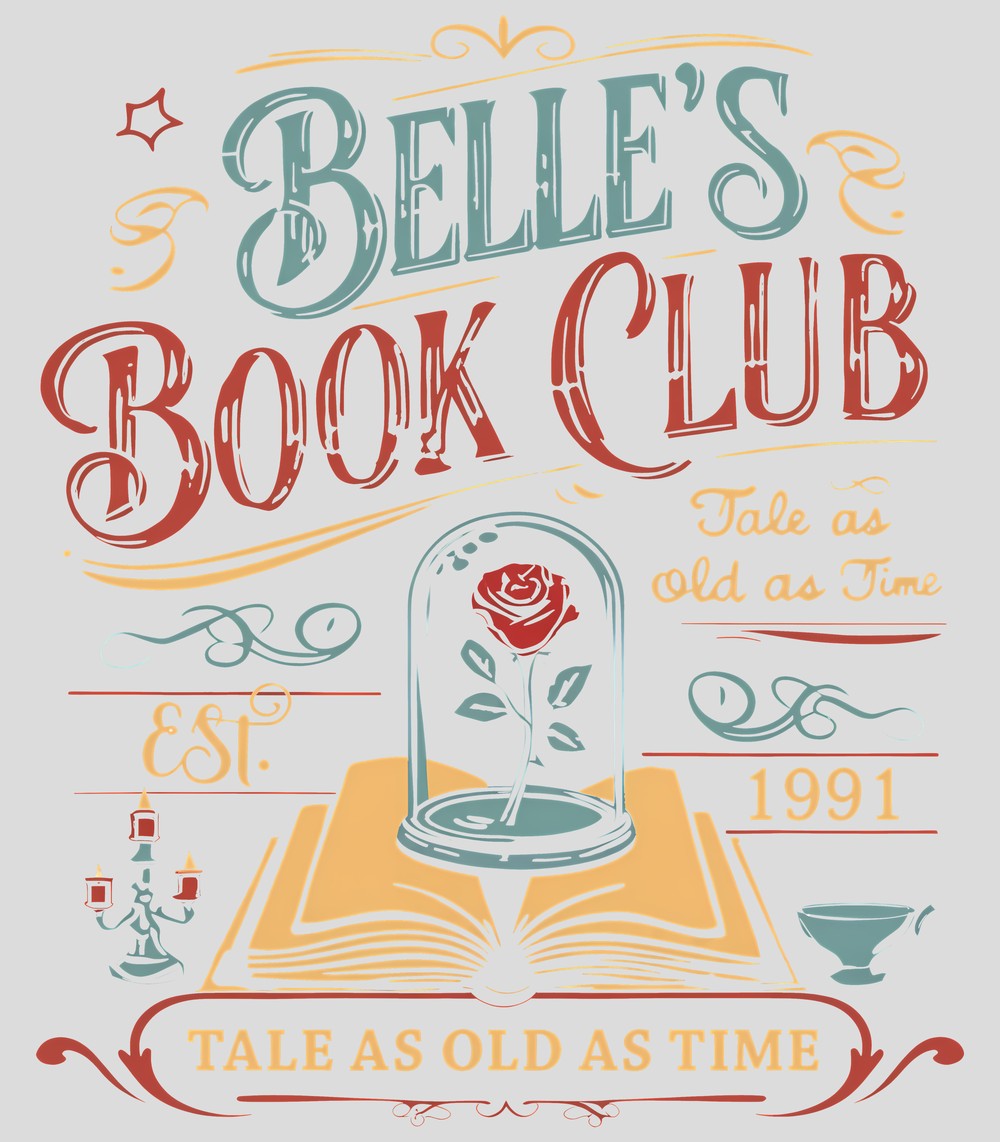 BELLE'S
BOOK CLUB
Tale as
Old as Time
EST.
1991
TALE AS OLD AS TIME